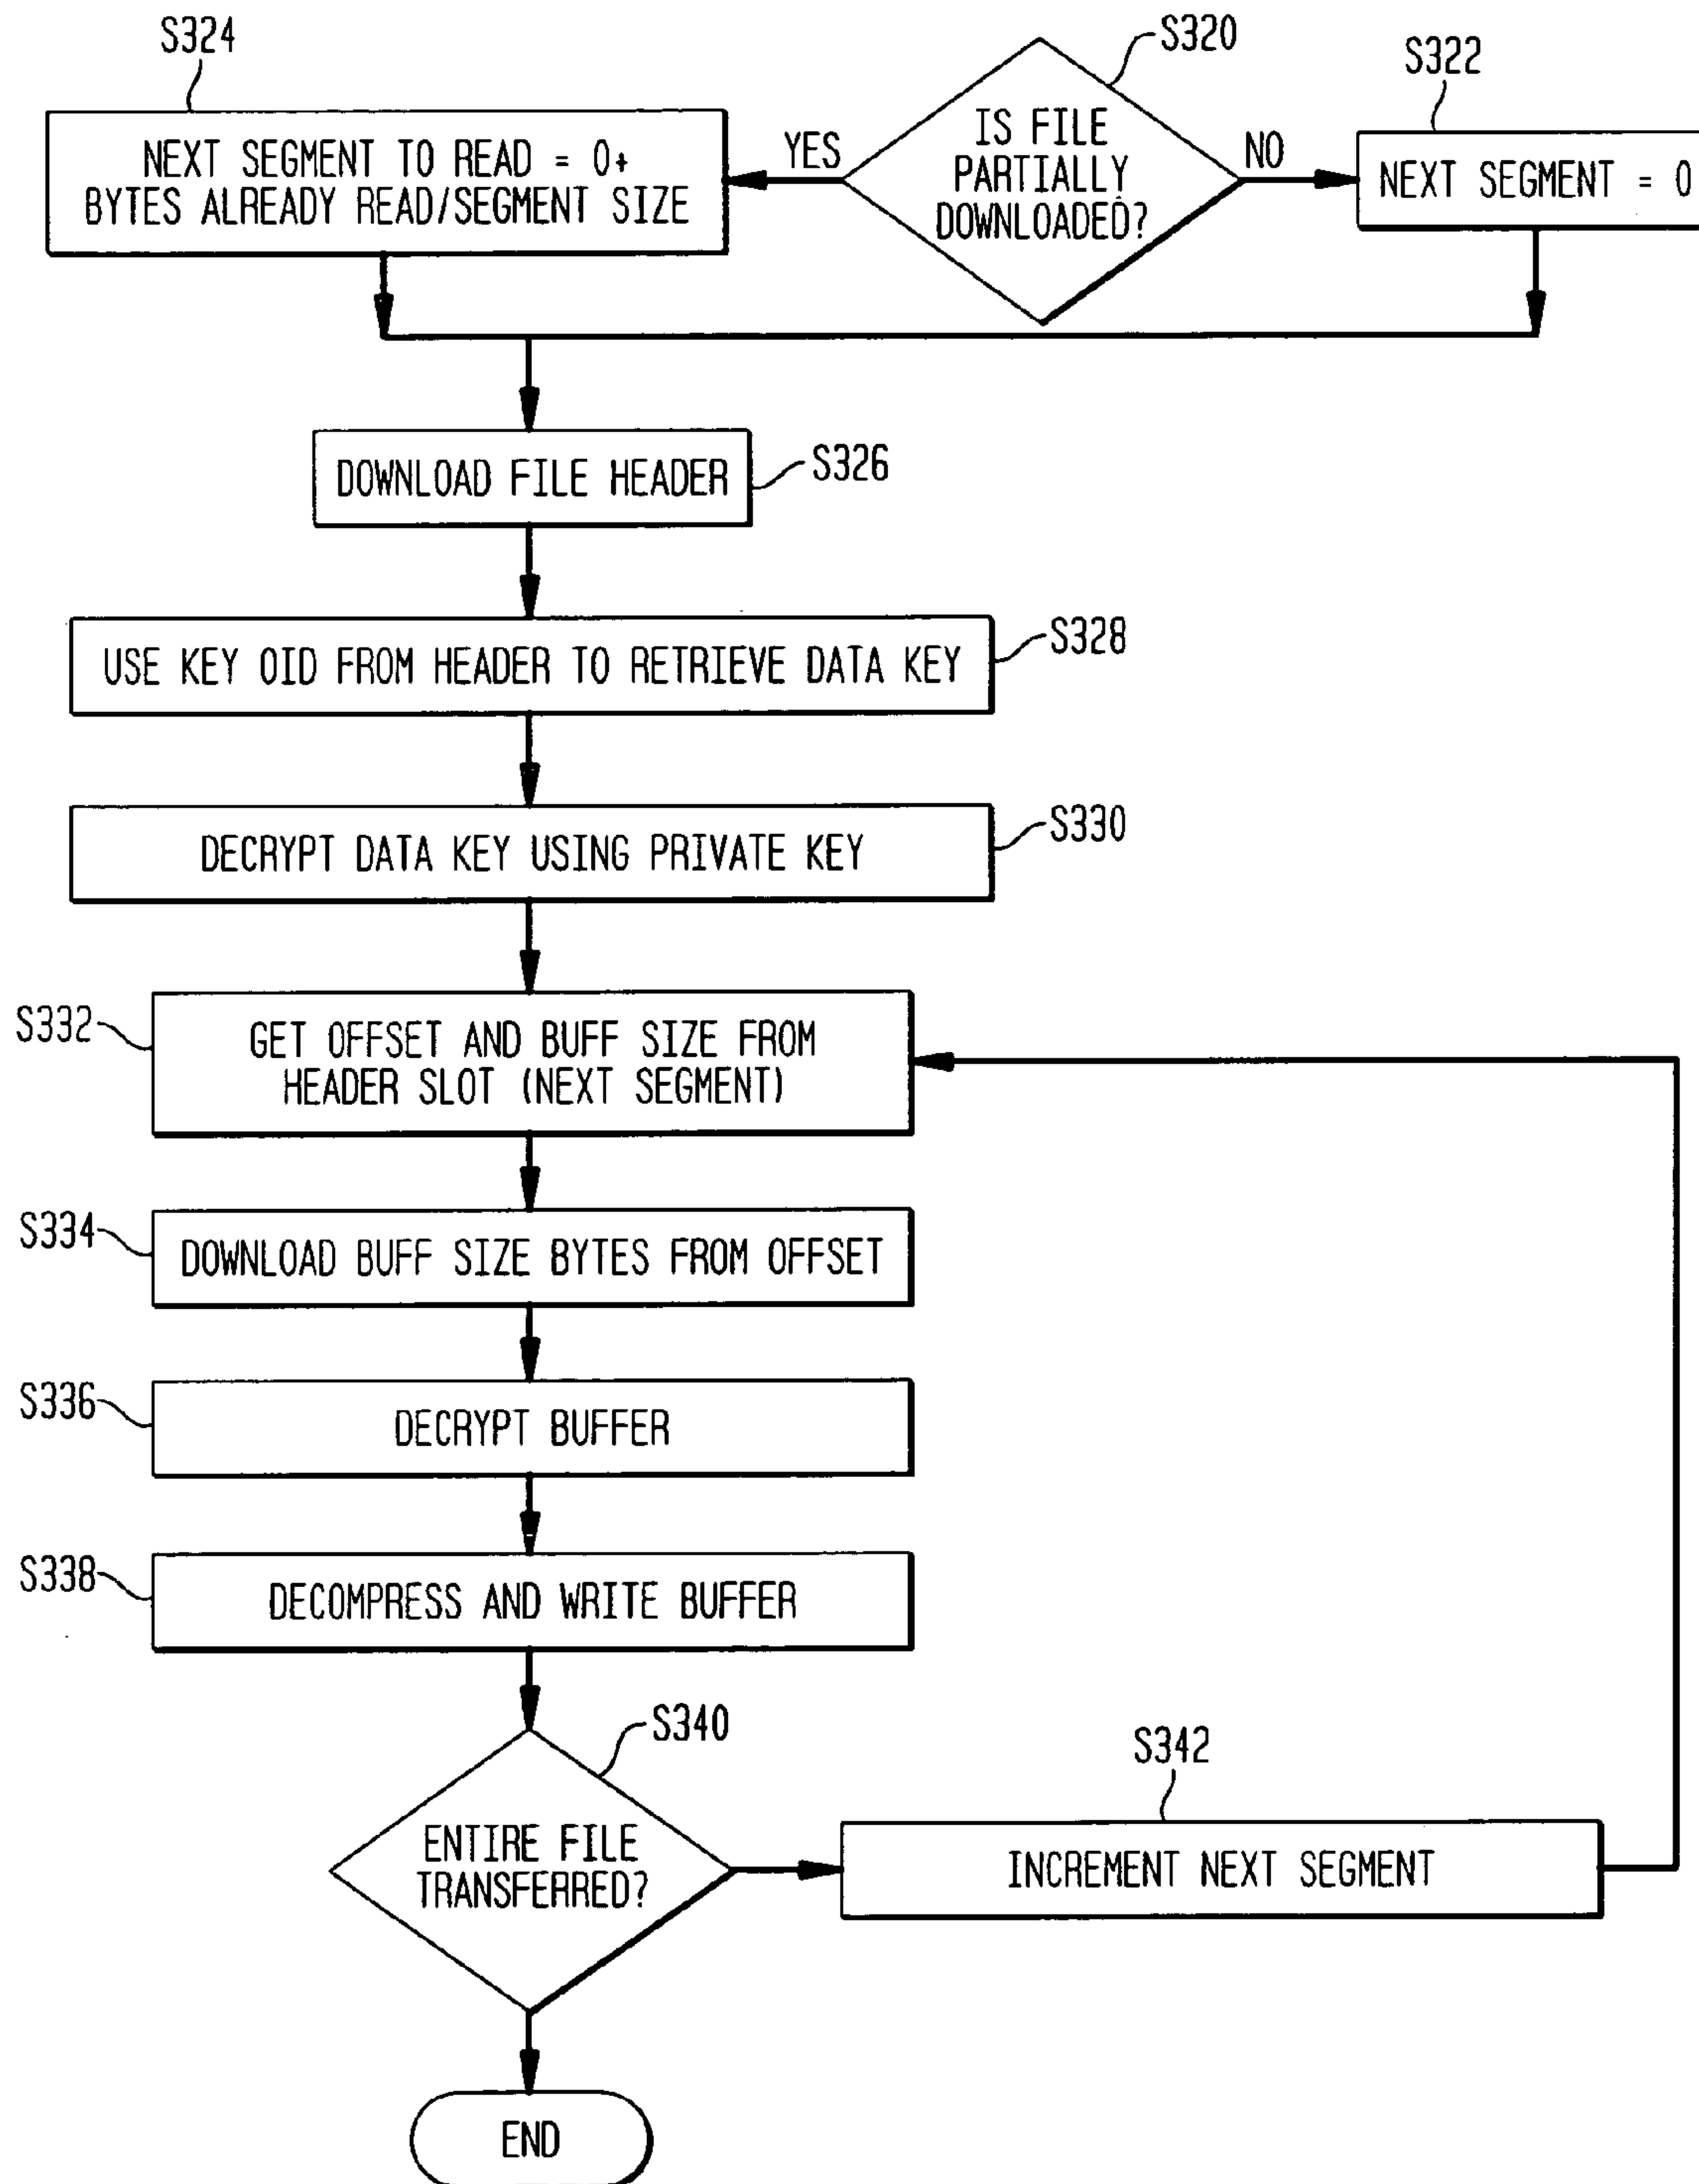 S324
S320
S322
NEXT SEGMENT TO READ = 0+
BYTES ALREADY READ/SEGMENT SIZE
YES
IS FILE
PARTIALLY
DOWNLOADED?
NO
NEXT SEGMENT = 0
DOWNLOAD FILE HEADER
S326
USE KEY OID FROM HEADER TO RETRIEVE DATA KEY
S328
DECRYPT DATA KEY USING PRIVATE KEY
S330
S332
GET OFFSET AND BUFF SIZE FROM
HEADER SLOT (NEXT SEGMENT)
S334
DOWNLOAD BUFF SIZE BYTES FROM OFFSET
S336
DECRYPT BUFFER
S338
DECOMPRESS AND WRITE BUFFER
S340
ENTIRE FILE
TRANSFERRED?
S342
INCREMENT NEXT SEGMENT
END